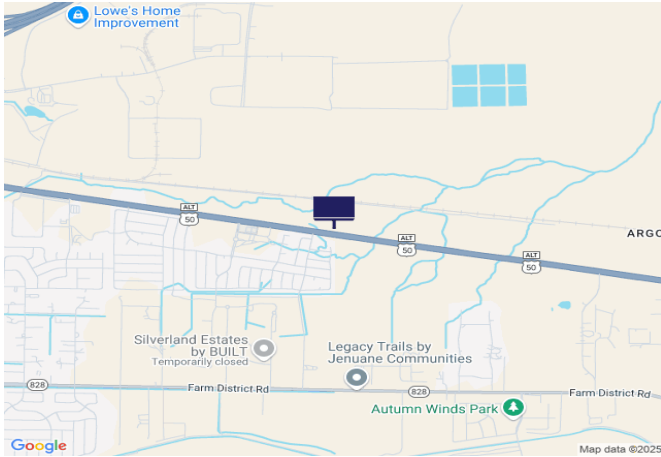 Lowe's Home
Improvement
ALT
50
ALT
50
ARGO
ALT
50
Silverland Estates
by BUILT
Temporarily closed
Legacy Trails by
Jenuane Communities
828
Farm District Rd
828
Farm District Rd
Autumn Winds Park
Google
Map data ©2025